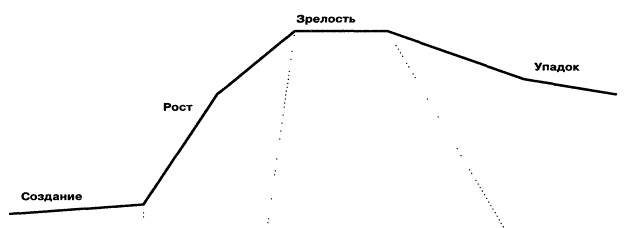 Зрелость
Упадок
Рост
Создание